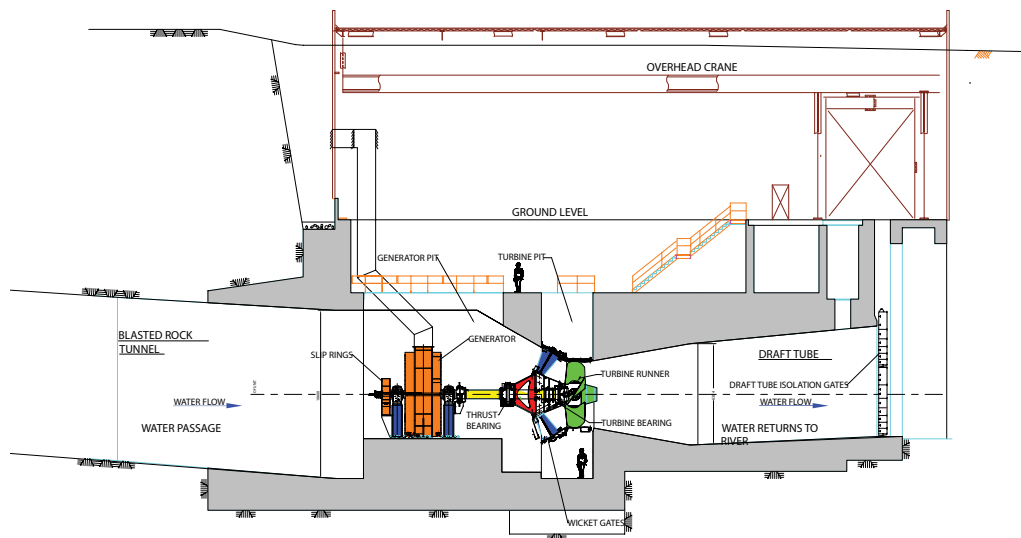 OVERHEAD CRANE
GROUND LEVEL
GENERATOR PIT
TURBINE PIT
BLASTED ROCK
TUNNEL
SLIP RINGS
GENERATOR
DRAFT TUBE
TURBINE RUNNER
DRAFT TUBE ISOLATION GATES
WATER FLOW
THRUST
BEARING
WATER FLOW
WATER PASSAGE
TURBINE BEARING
WATER RETURNS TO
RIVER
WICKET GATES